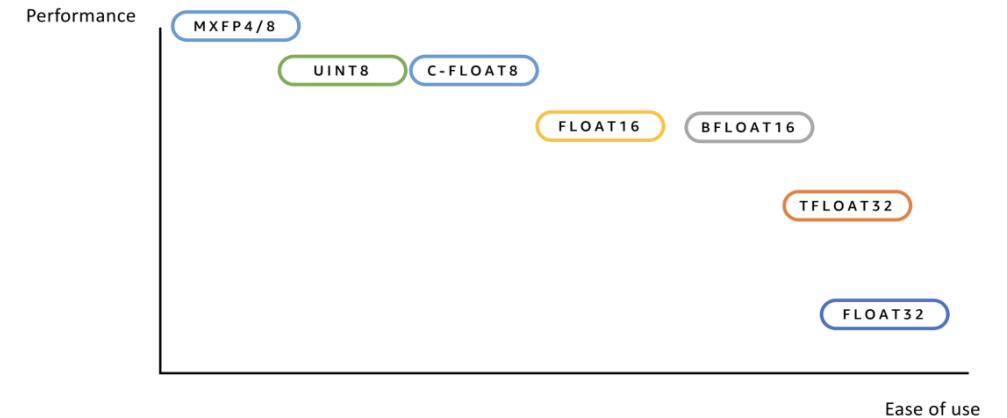 Performance
MXFP4/8
UINT8
C-FLOAT8
FLOAT16
BFLOAT16
TFLOAT32
FLOAT32
Ease of use